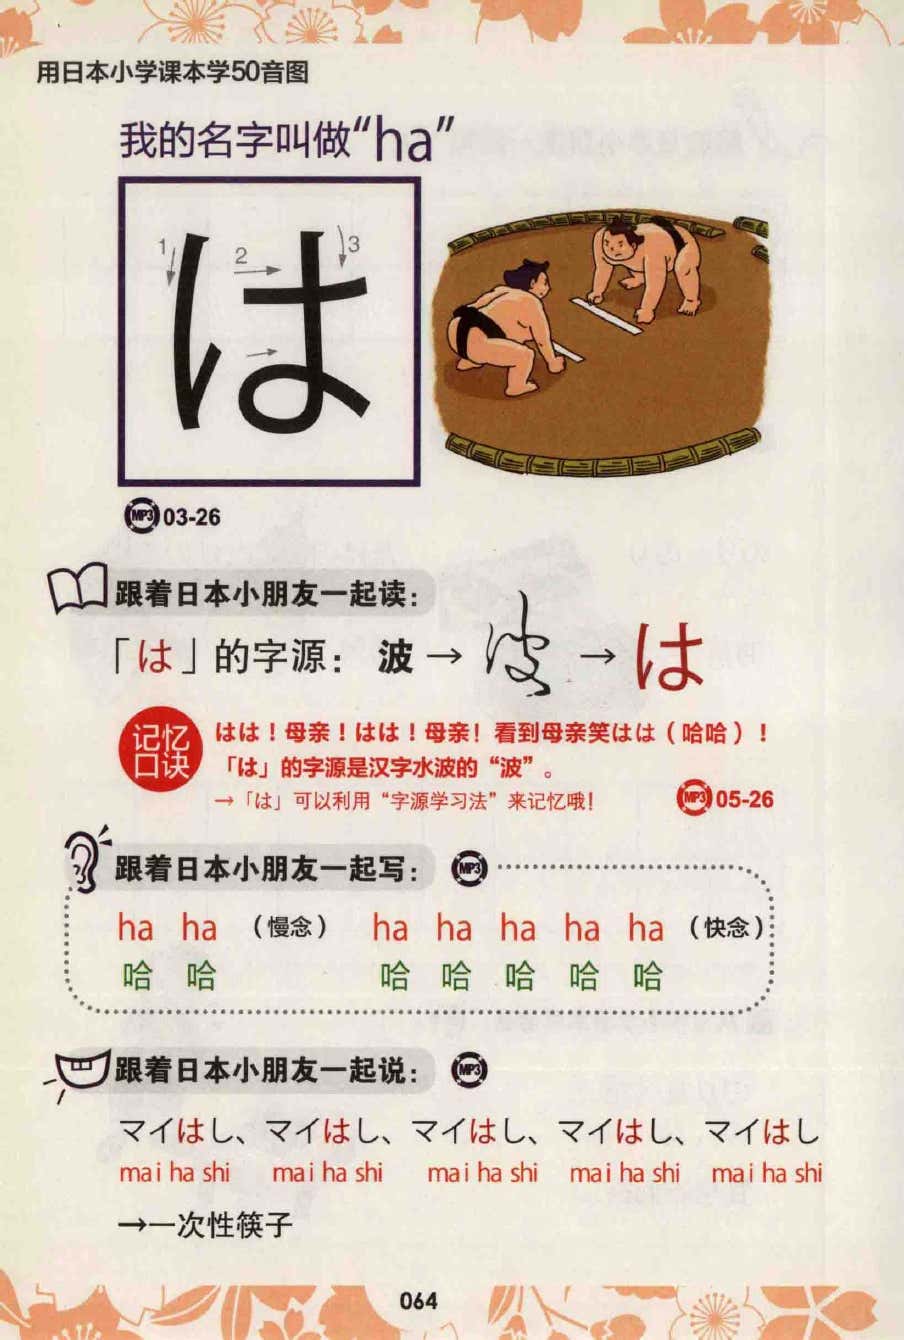 用日本小学课本学50音图
我的名字叫做“ha”
1 2 3
は
MP3 03-26
跟着日本小朋友一起读：
「は」的字源： 波→波→は
记忆口诀
はは！母亲！はは！母亲！看到母亲笑はは（哈哈）！
「は」的字源是汉字水波的“波”。
→「は」可以利用“字源学习法”来记忆哦！
MP3 05-26
跟着日本小朋友一起写： MP3
ha ha （慢念） ha ha ha ha ha （快念）
哈 哈 哈 哈 哈 哈 哈
跟着日本小朋友一起说： MP3
マイはし、マイはし、マイはし、マイはし、マイはし
mai ha shi mai ha shi mai ha shi mai ha shi mai ha shi
→一次性筷子
064